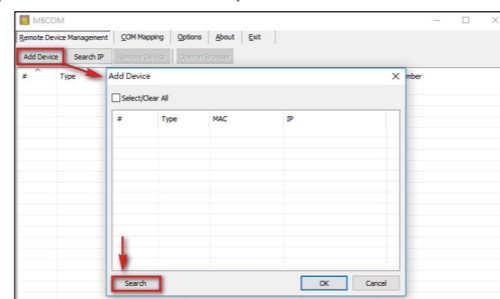 MBCOM
Remote Device Management COM Mapping Options About Exit
Add Device Search IP Remove Device Open in Browser
# Type
Add Device
Select/Clear All
# Type MAC IP
Search OK Cancel